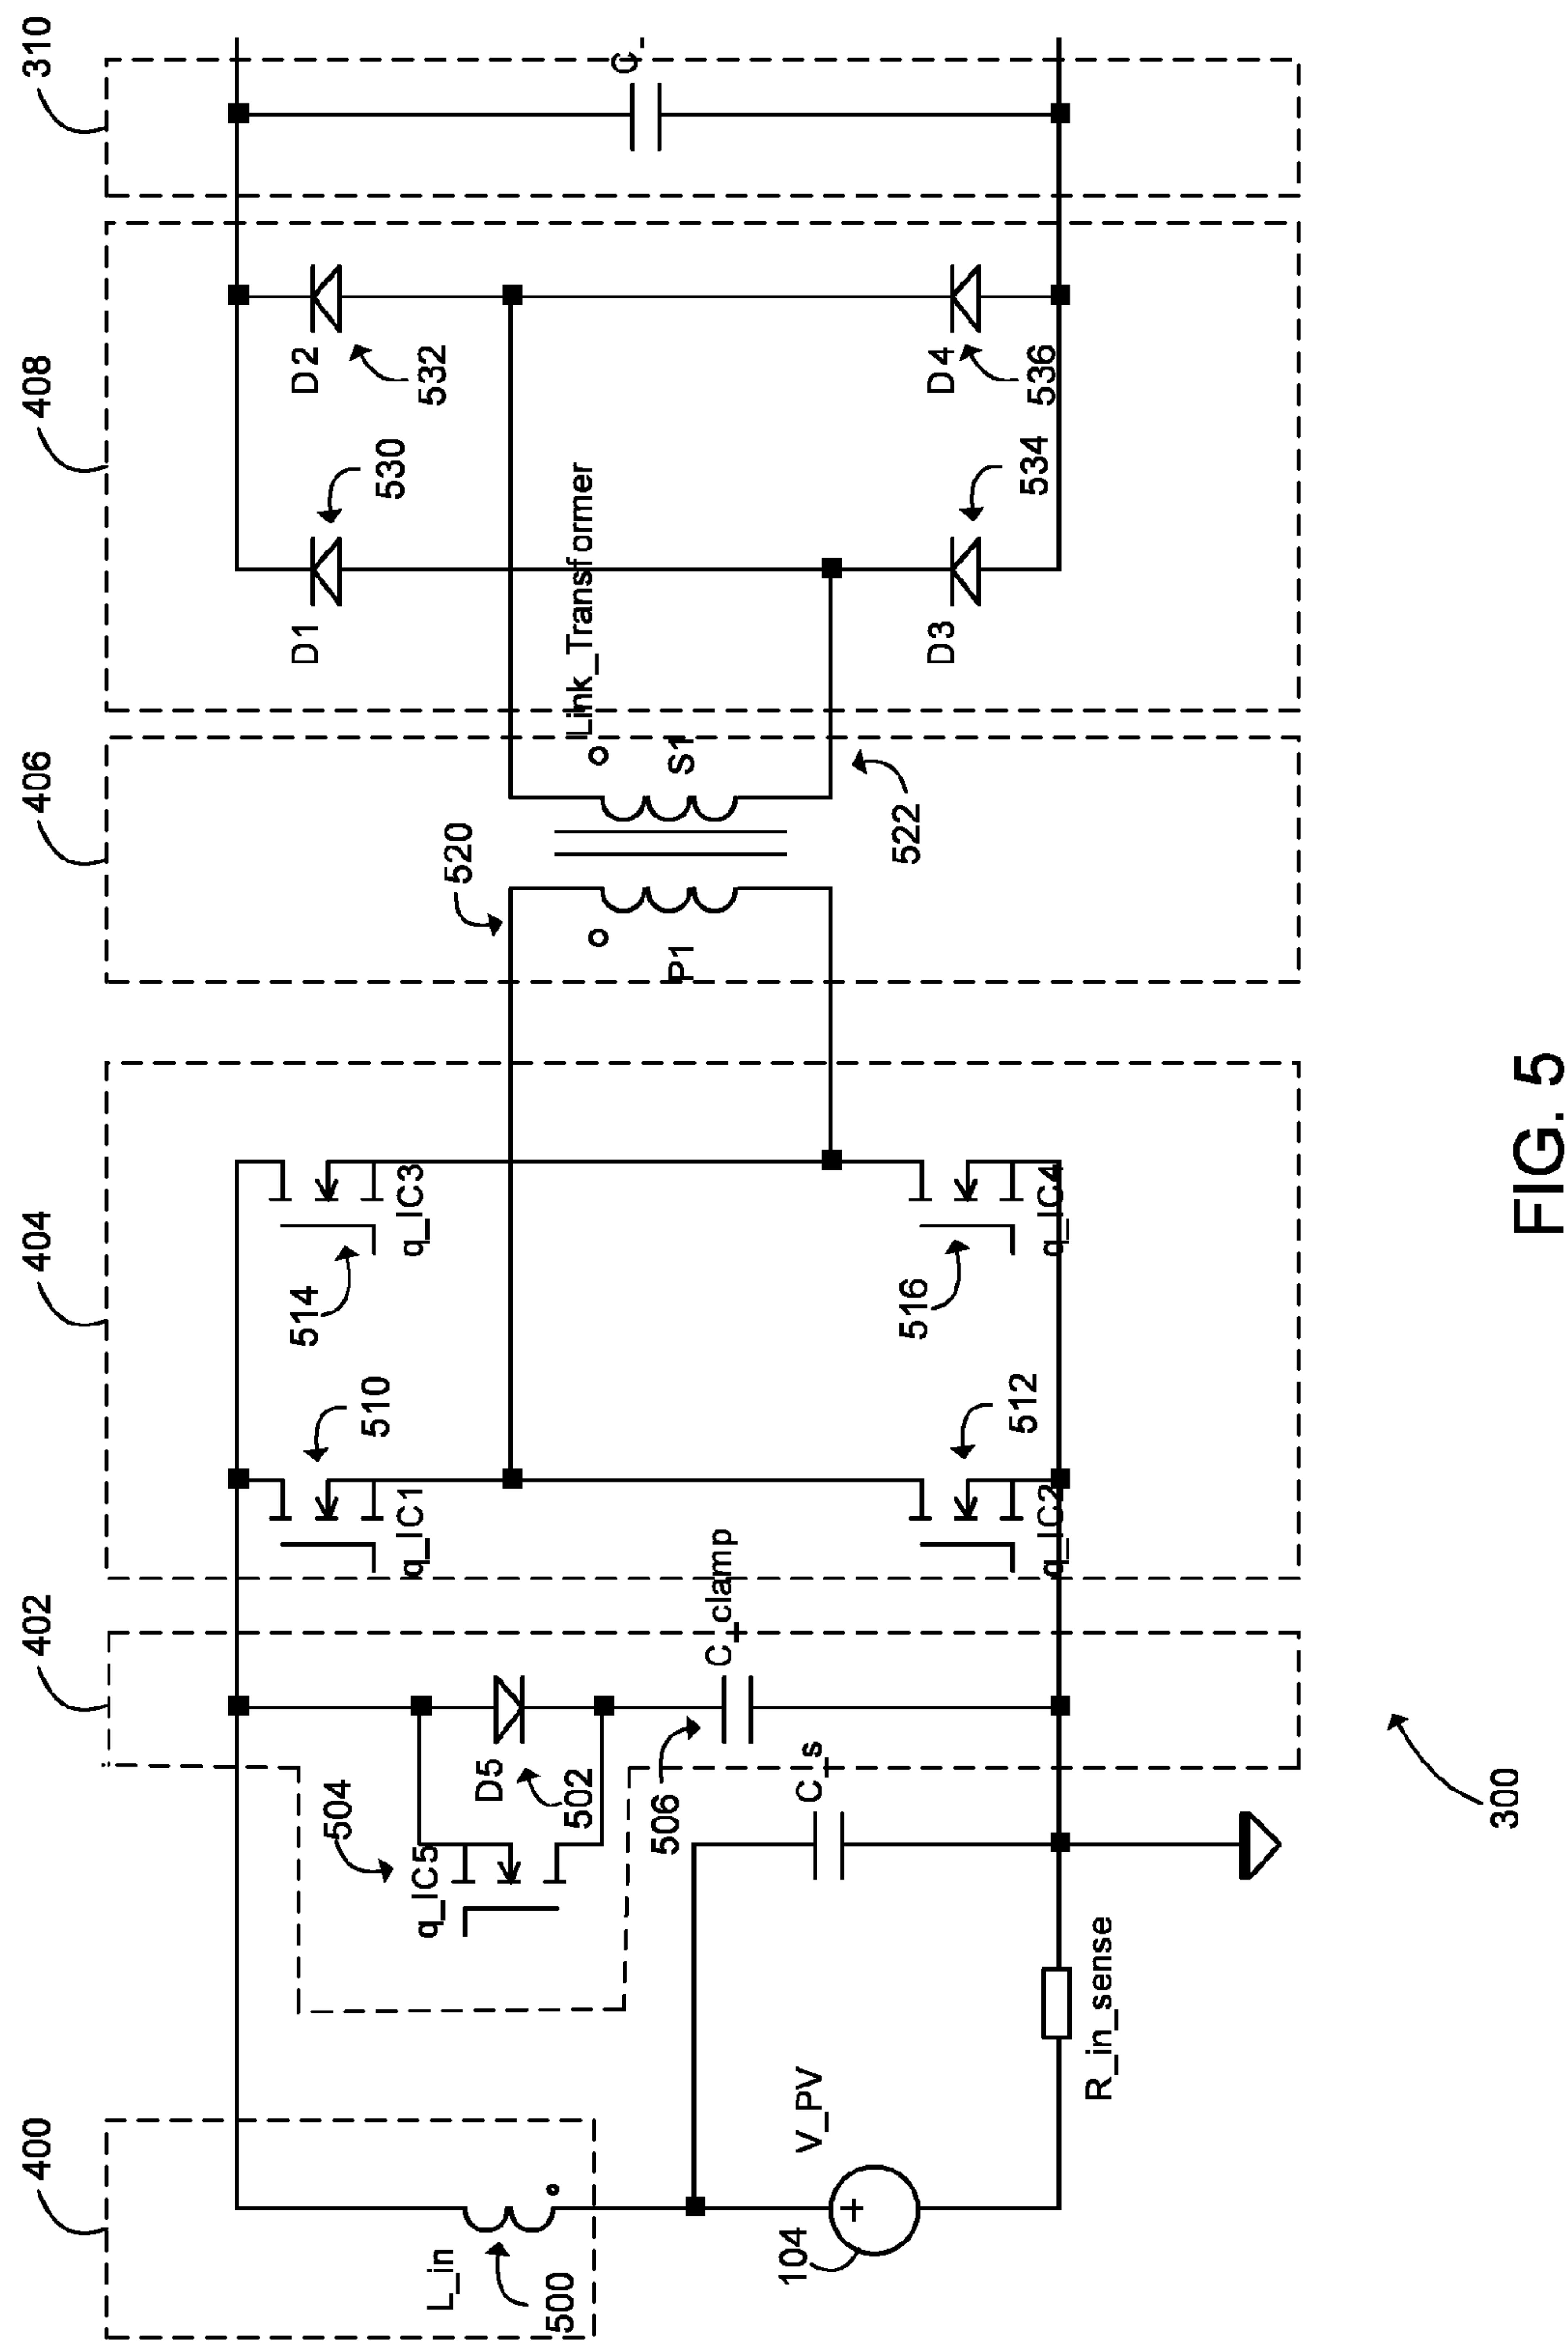 400
402
404
406
408
310
L_in
500
V_PV
104
R_in_sense
q_IC5
504
D5
502
506
C_clamp
C_s
q_IC1
510
q_IC2
512
q_IC3
514
q_IC4
516
520
P1
S1
522
Link_Transformer
D1
530
D2
532
D3
534
D4
536
300
FIG. 5